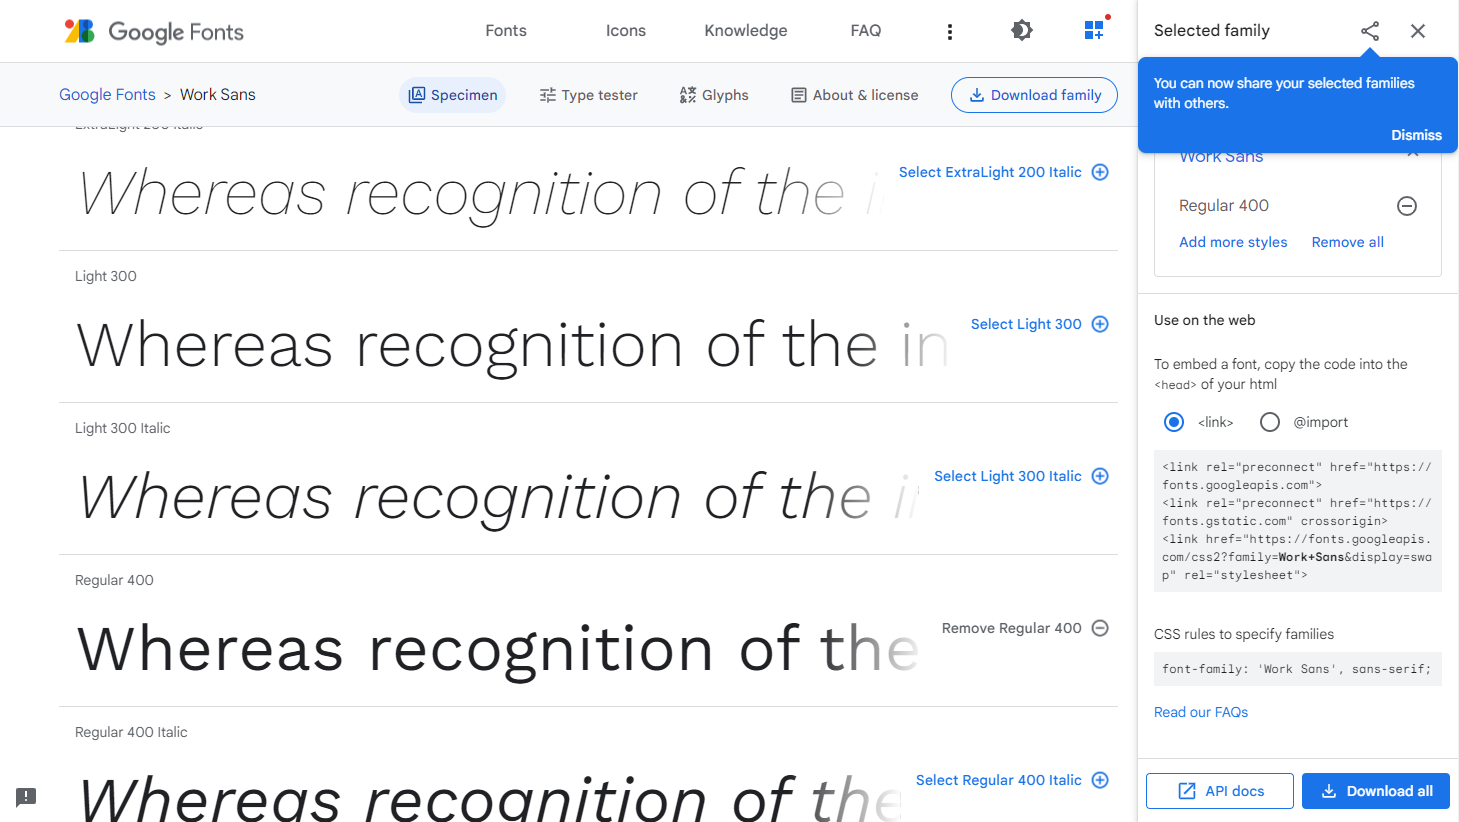 Google Fonts
Fonts
Icons
Knowledge
FAQ
Google Fonts > Work Sans
Specimen
Type tester
Glyphs
About & license
Download family
ExtraLight 200 Italic
Whereas recognition of the i
Select ExtraLight 200 Italic
Light 300
Whereas recognition of the in
Select Light 300
Light 300 Italic
Whereas recognition of the i
Select Light 300 Italic
Regular 400
Whereas recognition of the
Remove Regular 400
Regular 400 Italic
Whereas recognition of the
Select Regular 400 Italic
Selected family
You can now share your selected families
with others.
Dismiss
Work Sans
Regular 400
Add more styles
Remove all
Use on the web
To embed a font, copy the code into the
<head> of your html
<link>
@import
<link rel="preconnect" href="https://
fonts.googleapis.com">
<link rel="preconnect" href="https://
fonts.gstatic.com" crossorigin>
<link href="https://fonts.googleapis.
com/css2?family=Work+Sans&display=swa
p" rel="stylesheet">
CSS rules to specify families
font-family: 'Work Sans', sans-serif;
Read our FAQs
API docs
Download all